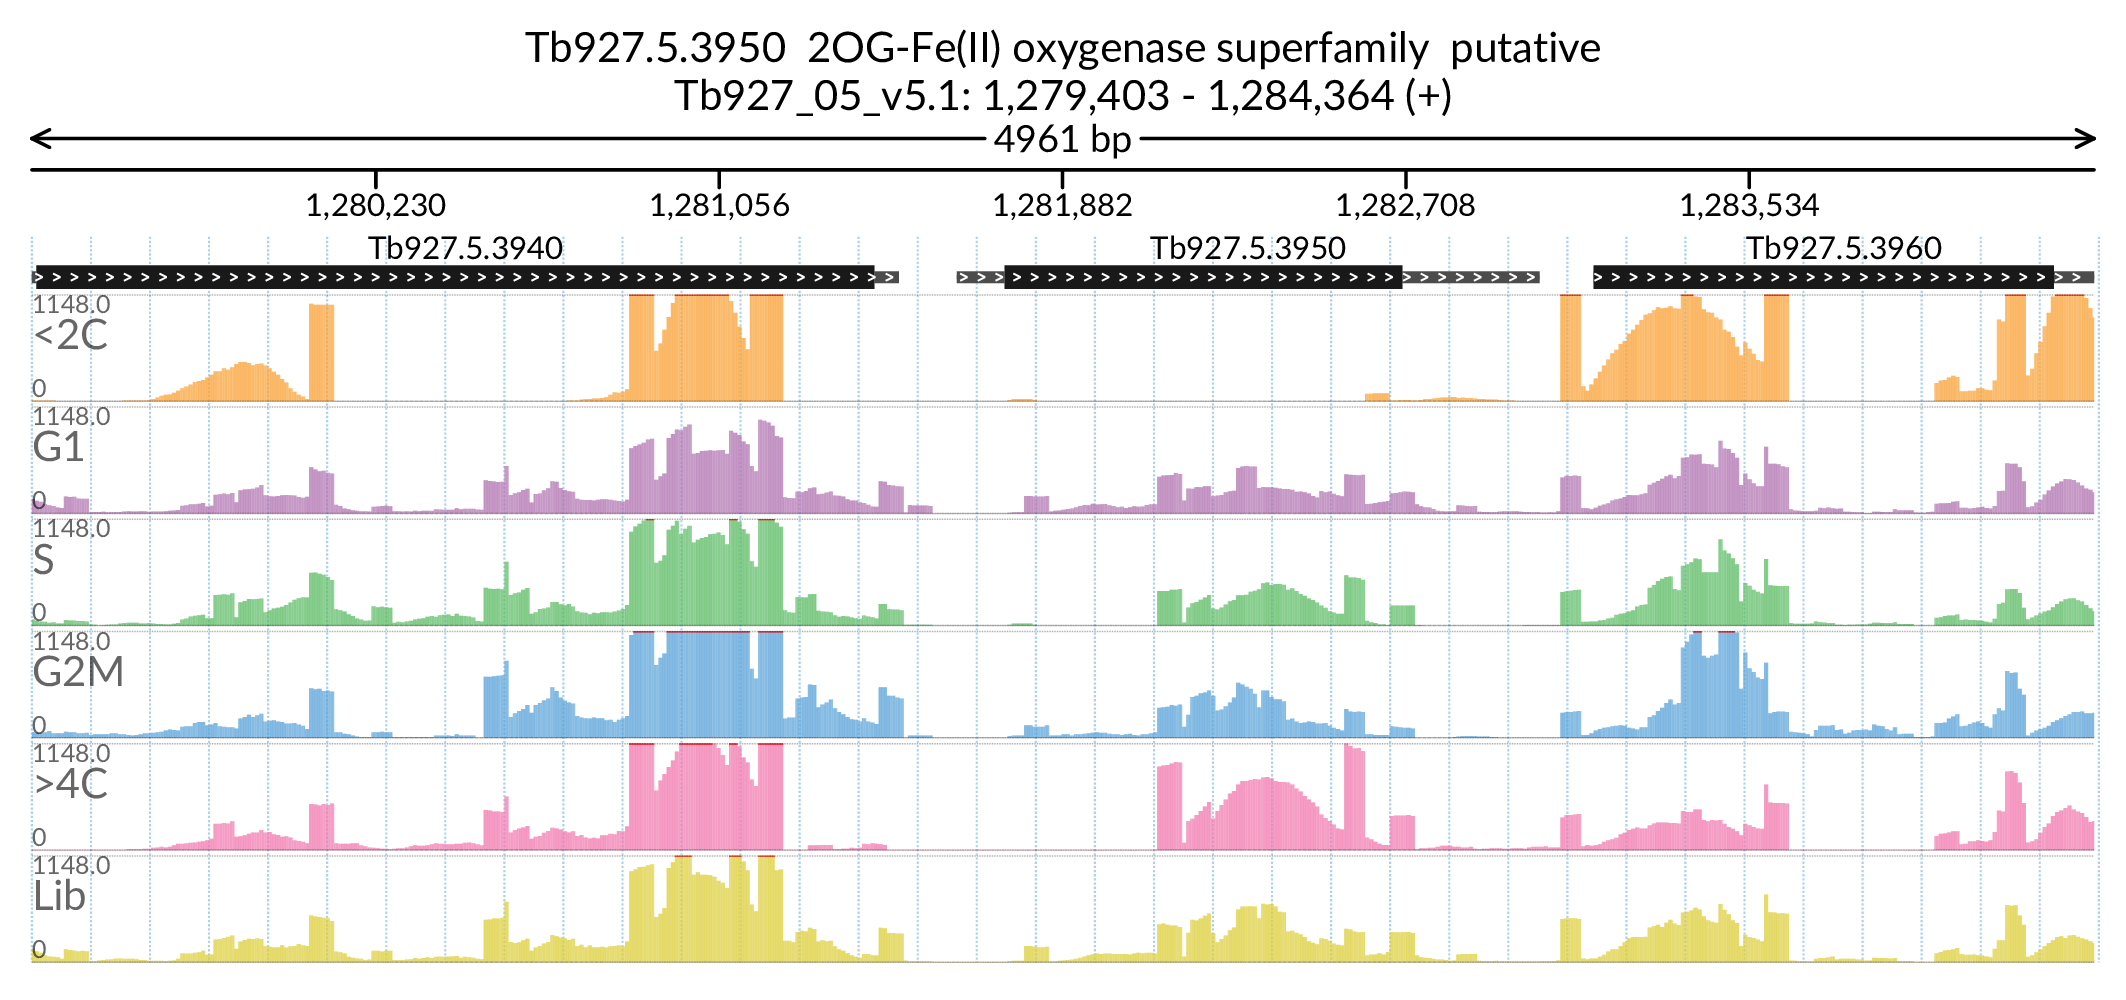 Tb927.5.3950 2OG-Fe(II) oxygenase superfamily putative
Tb927_05_v5.1: 1,279,403 - 1,284,364 (+)
4961 bp
1,280,230 1,281,056 1,281,882 1,282,708 1,283,534
Tb927.5.3940 Tb927.5.3950 Tb927.5.3960
1148.0
<2C
0
1148.0
G1
0
1148.0
S
0
1148.0
G2M
0
1148.0
>4C
0
1148.0
Lib
0